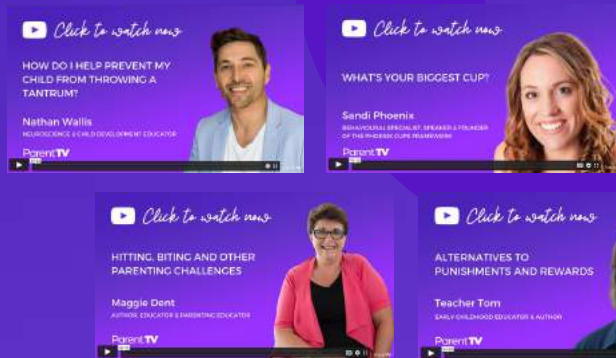 Click to watch now
HOW DO I HELP PREVENT MY
CHILD FROM THROWING A
TANTRUM?
Nathan Wallis
NEUROSCIENCE & CHILD DEVELOPMENT EDUCATOR
ParentTV
Click to watch now
WHAT'S YOUR BIGGEST CUP?
Sandi Phoenix
BEHAVIOURAL SPECIALIST, SPEAKER & FOUNDER
OF THE PHOENIX CUPS FRAMEWORK
ParentTV
Click to watch now
HITTING, BITING AND OTHER
PARENTING CHALLENGES
Maggie Dent
AUTHOR, EDUCATOR & PARENTING EDUCATOR
ParentTV
Click to watch now
ALTERNATIVES TO
PUNISHMENTS AND REWARDS
Teacher Tom
EARLY CHILDHOOD EDUCATOR & AUTHOR
ParentTV